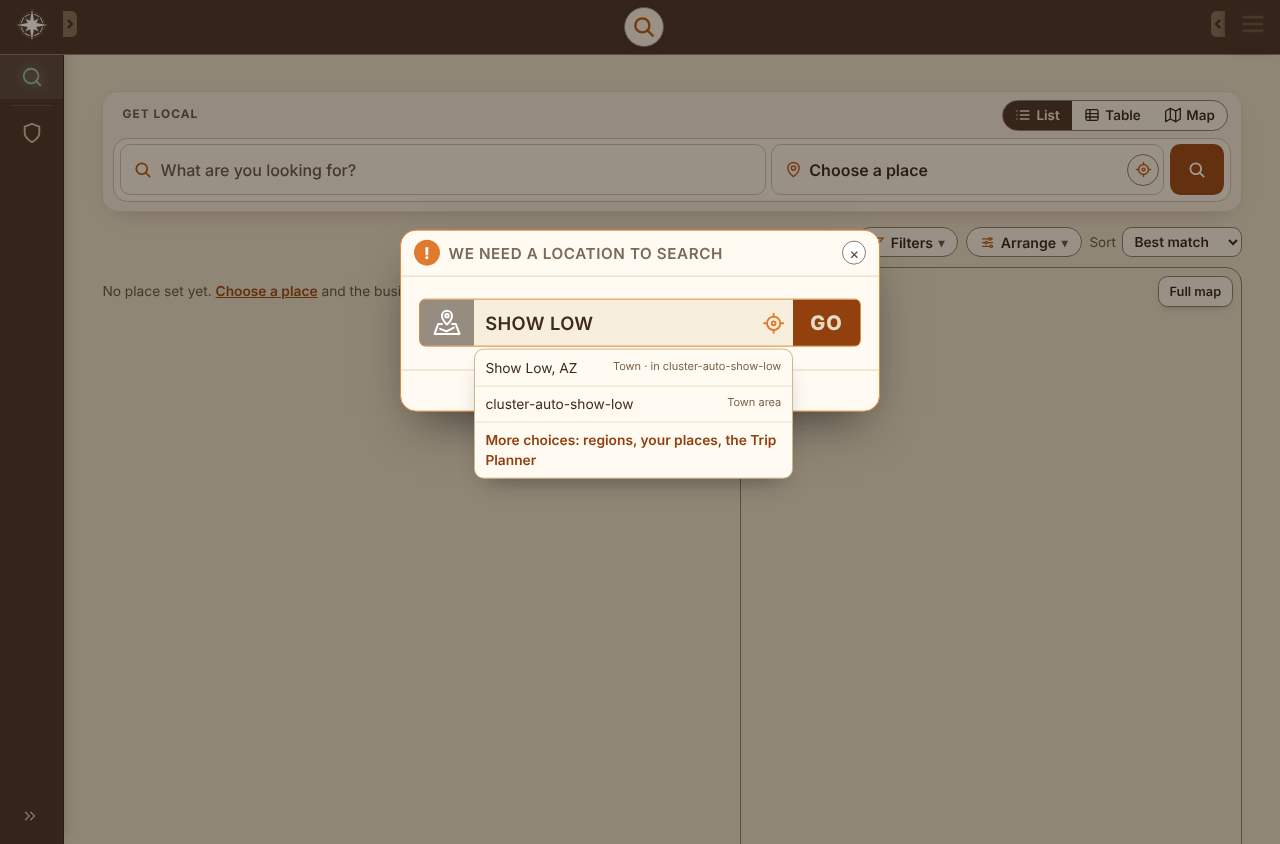 GET LOCAL
List
Table
Map
What are you looking for?
Choose a place
Filters ▾
Arrange ▾
Sort
Best match
WE NEED A LOCATION TO SEARCH
No place set yet. Choose a place and the
Full map
SHOW LOW
GO
Show Low, AZ
Town · in cluster-auto-show-low
cluster-auto-show-low
Town area
More choices: regions, your places, the Trip
Planner